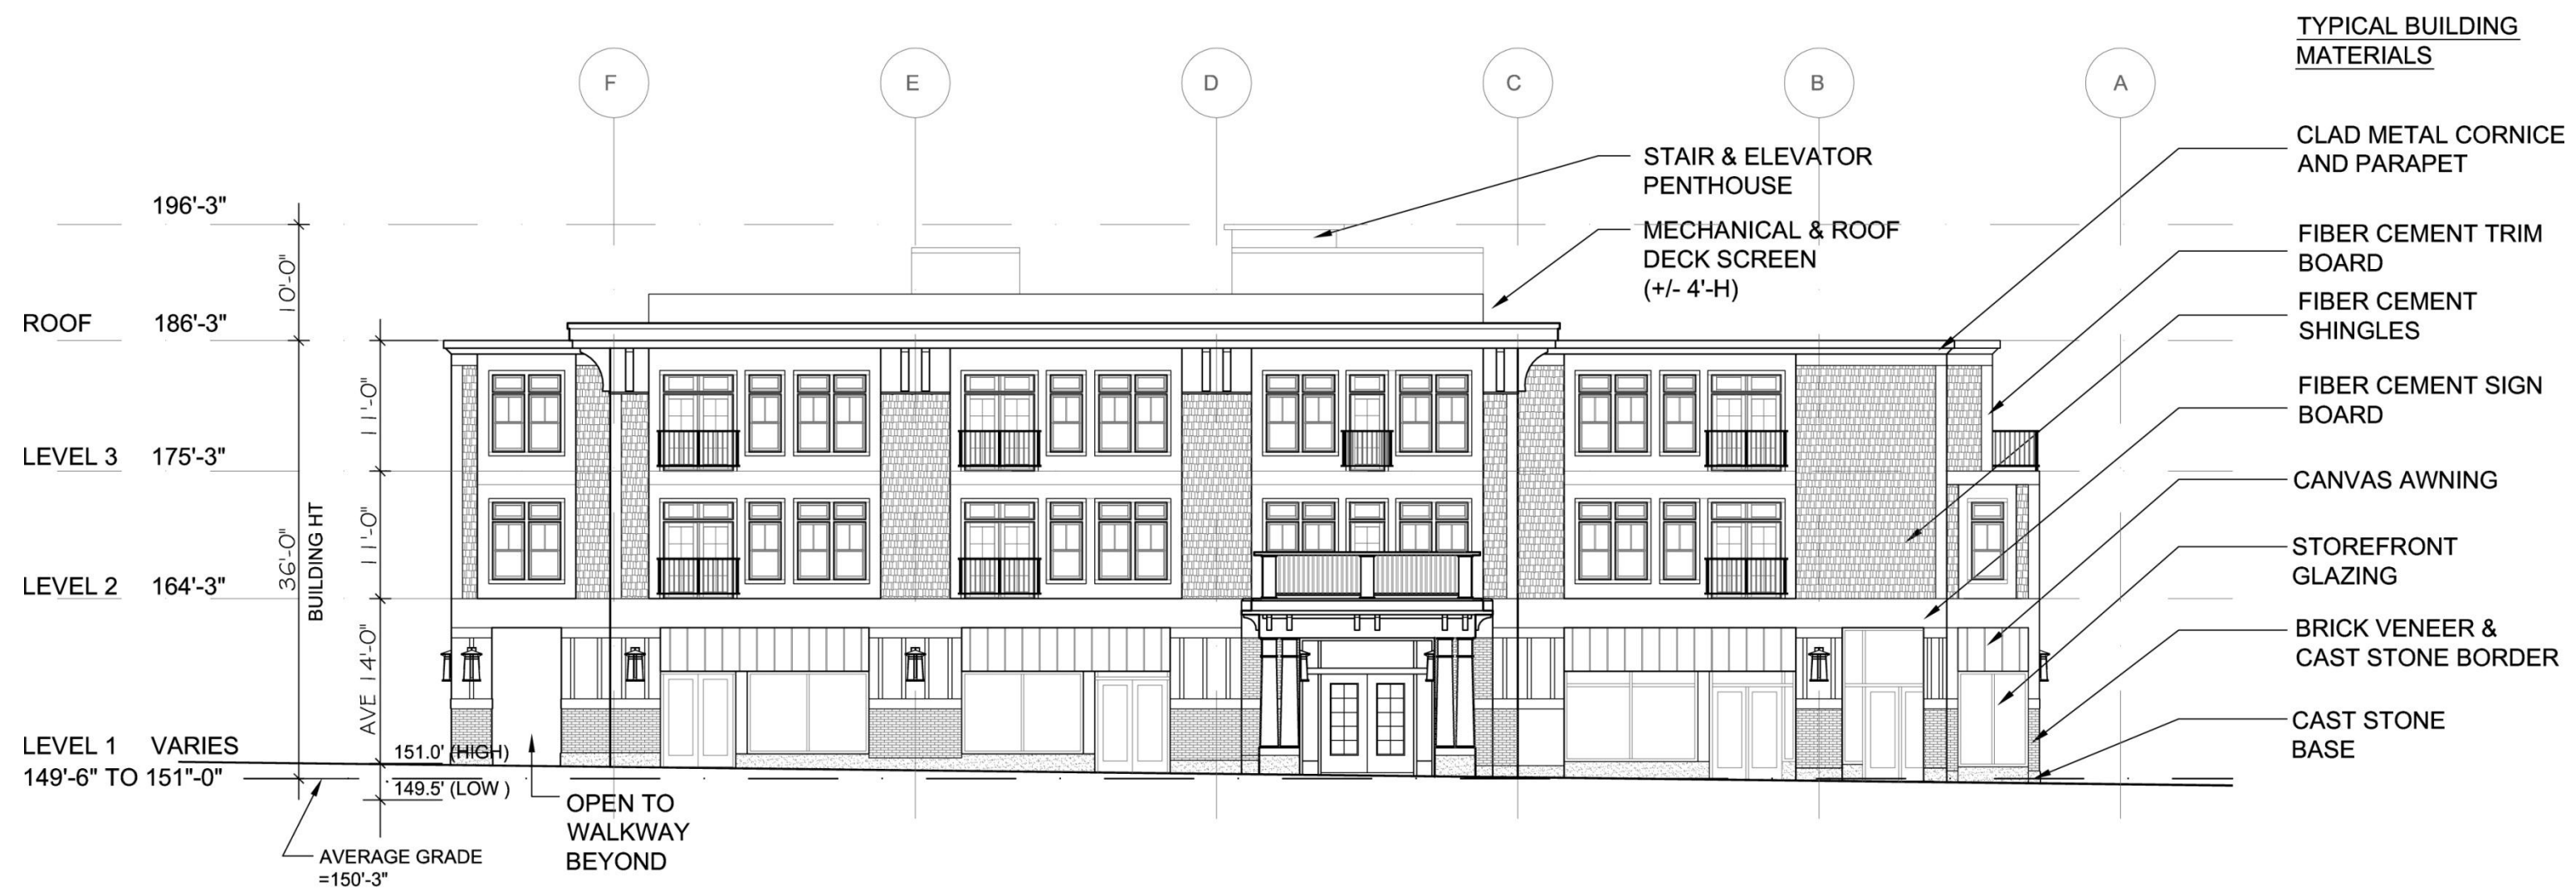 TYPICAL BUILDING
MATERIALS
F
E
D
C
B
A
STAIR & ELEVATOR
PENTHOUSE
MECHANICAL & ROOF
DECK SCREEN
(+/- 4'-H)
CLAD METAL CORNICE
AND PARAPET
FIBER CEMENT TRIM
BOARD
FIBER CEMENT
SHINGLES
FIBER CEMENT SIGN
BOARD
CANVAS AWNING
STOREFRONT
GLAZING
BRICK VENEER &
CAST STONE BORDER
CAST STONE
BASE
196'-3"
10'-0"
ROOF 186'-3"
11'-0"
LEVEL 3 175'-3"
11'-0"
36'-0"
BUILDING HT
LEVEL 2 164'-3"
AVE 14'-0"
LEVEL 1 VARIES
149'-6" TO 151"-0"
151.0' (HIGH)
149.5' (LOW )
OPEN TO
WALKWAY
BEYOND
AVERAGE GRADE
=150'-3"